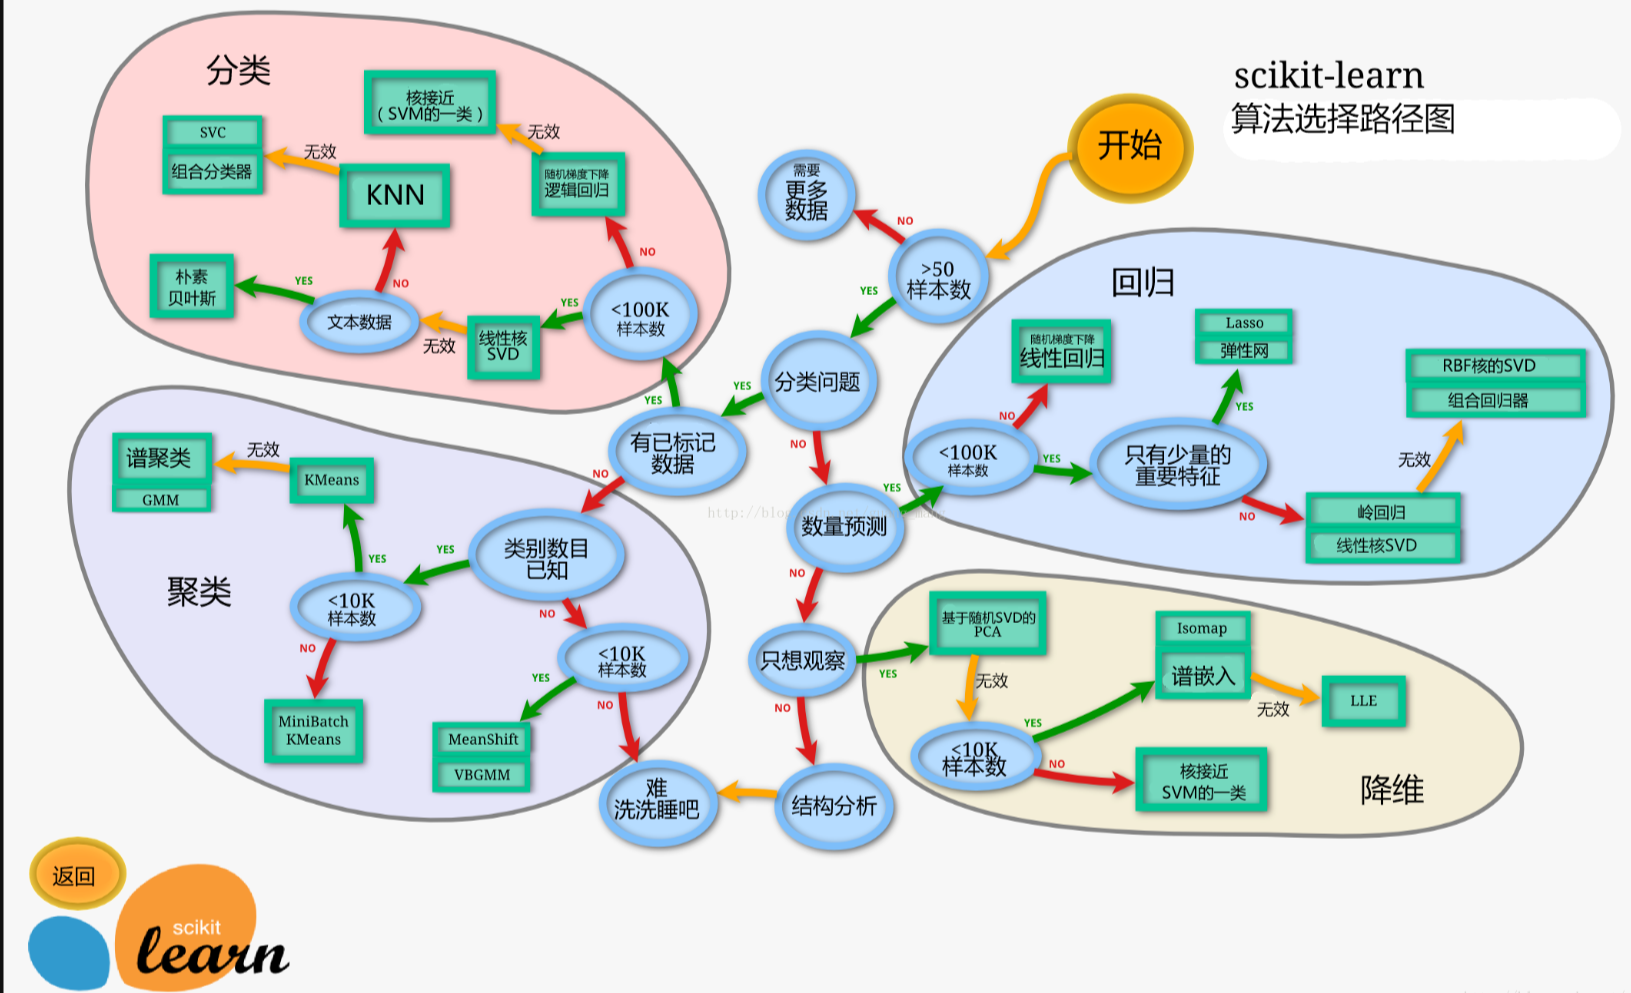 scikit-learn
算法选择路径图
开始
>50
样本数
NO
需要
更多
数据
YES
分类问题
YES
NO
有已标记
数据
YES
NO
分类
<100K
样本数
YES
NO
线性核
SVD
无效
文本数据
YES
NO
朴素
贝叶斯
KNN
无效
SVC
组合分类器
随机梯度下降
逻辑回归
无效
核接近
（SVM的一类）
聚类
类别数目
已知
YES
NO
<10K
样本数
YES
NO
KMeans
无效
谱聚类
GMM
MiniBatch
KMeans
<10K
样本数
YES
NO
MeanShift
VBGMM
难
洗洗睡吧
数量预测
YES
NO
回归
<100K
样本数
NO
YES
随机梯度下降
线性回归
只有少量的
重要特征
YES
NO
Lasso
弹性网
岭回归
线性核SVD
无效
RBF核的SVD
组合回归器
只想观察
YES
NO
降维
基于随机SVD的
PCA
无效
<10K
样本数
YES
NO
Isomap
谱嵌入
无效
LLE
核接近
SVM的一类
结构分析
返回
scikit
learn